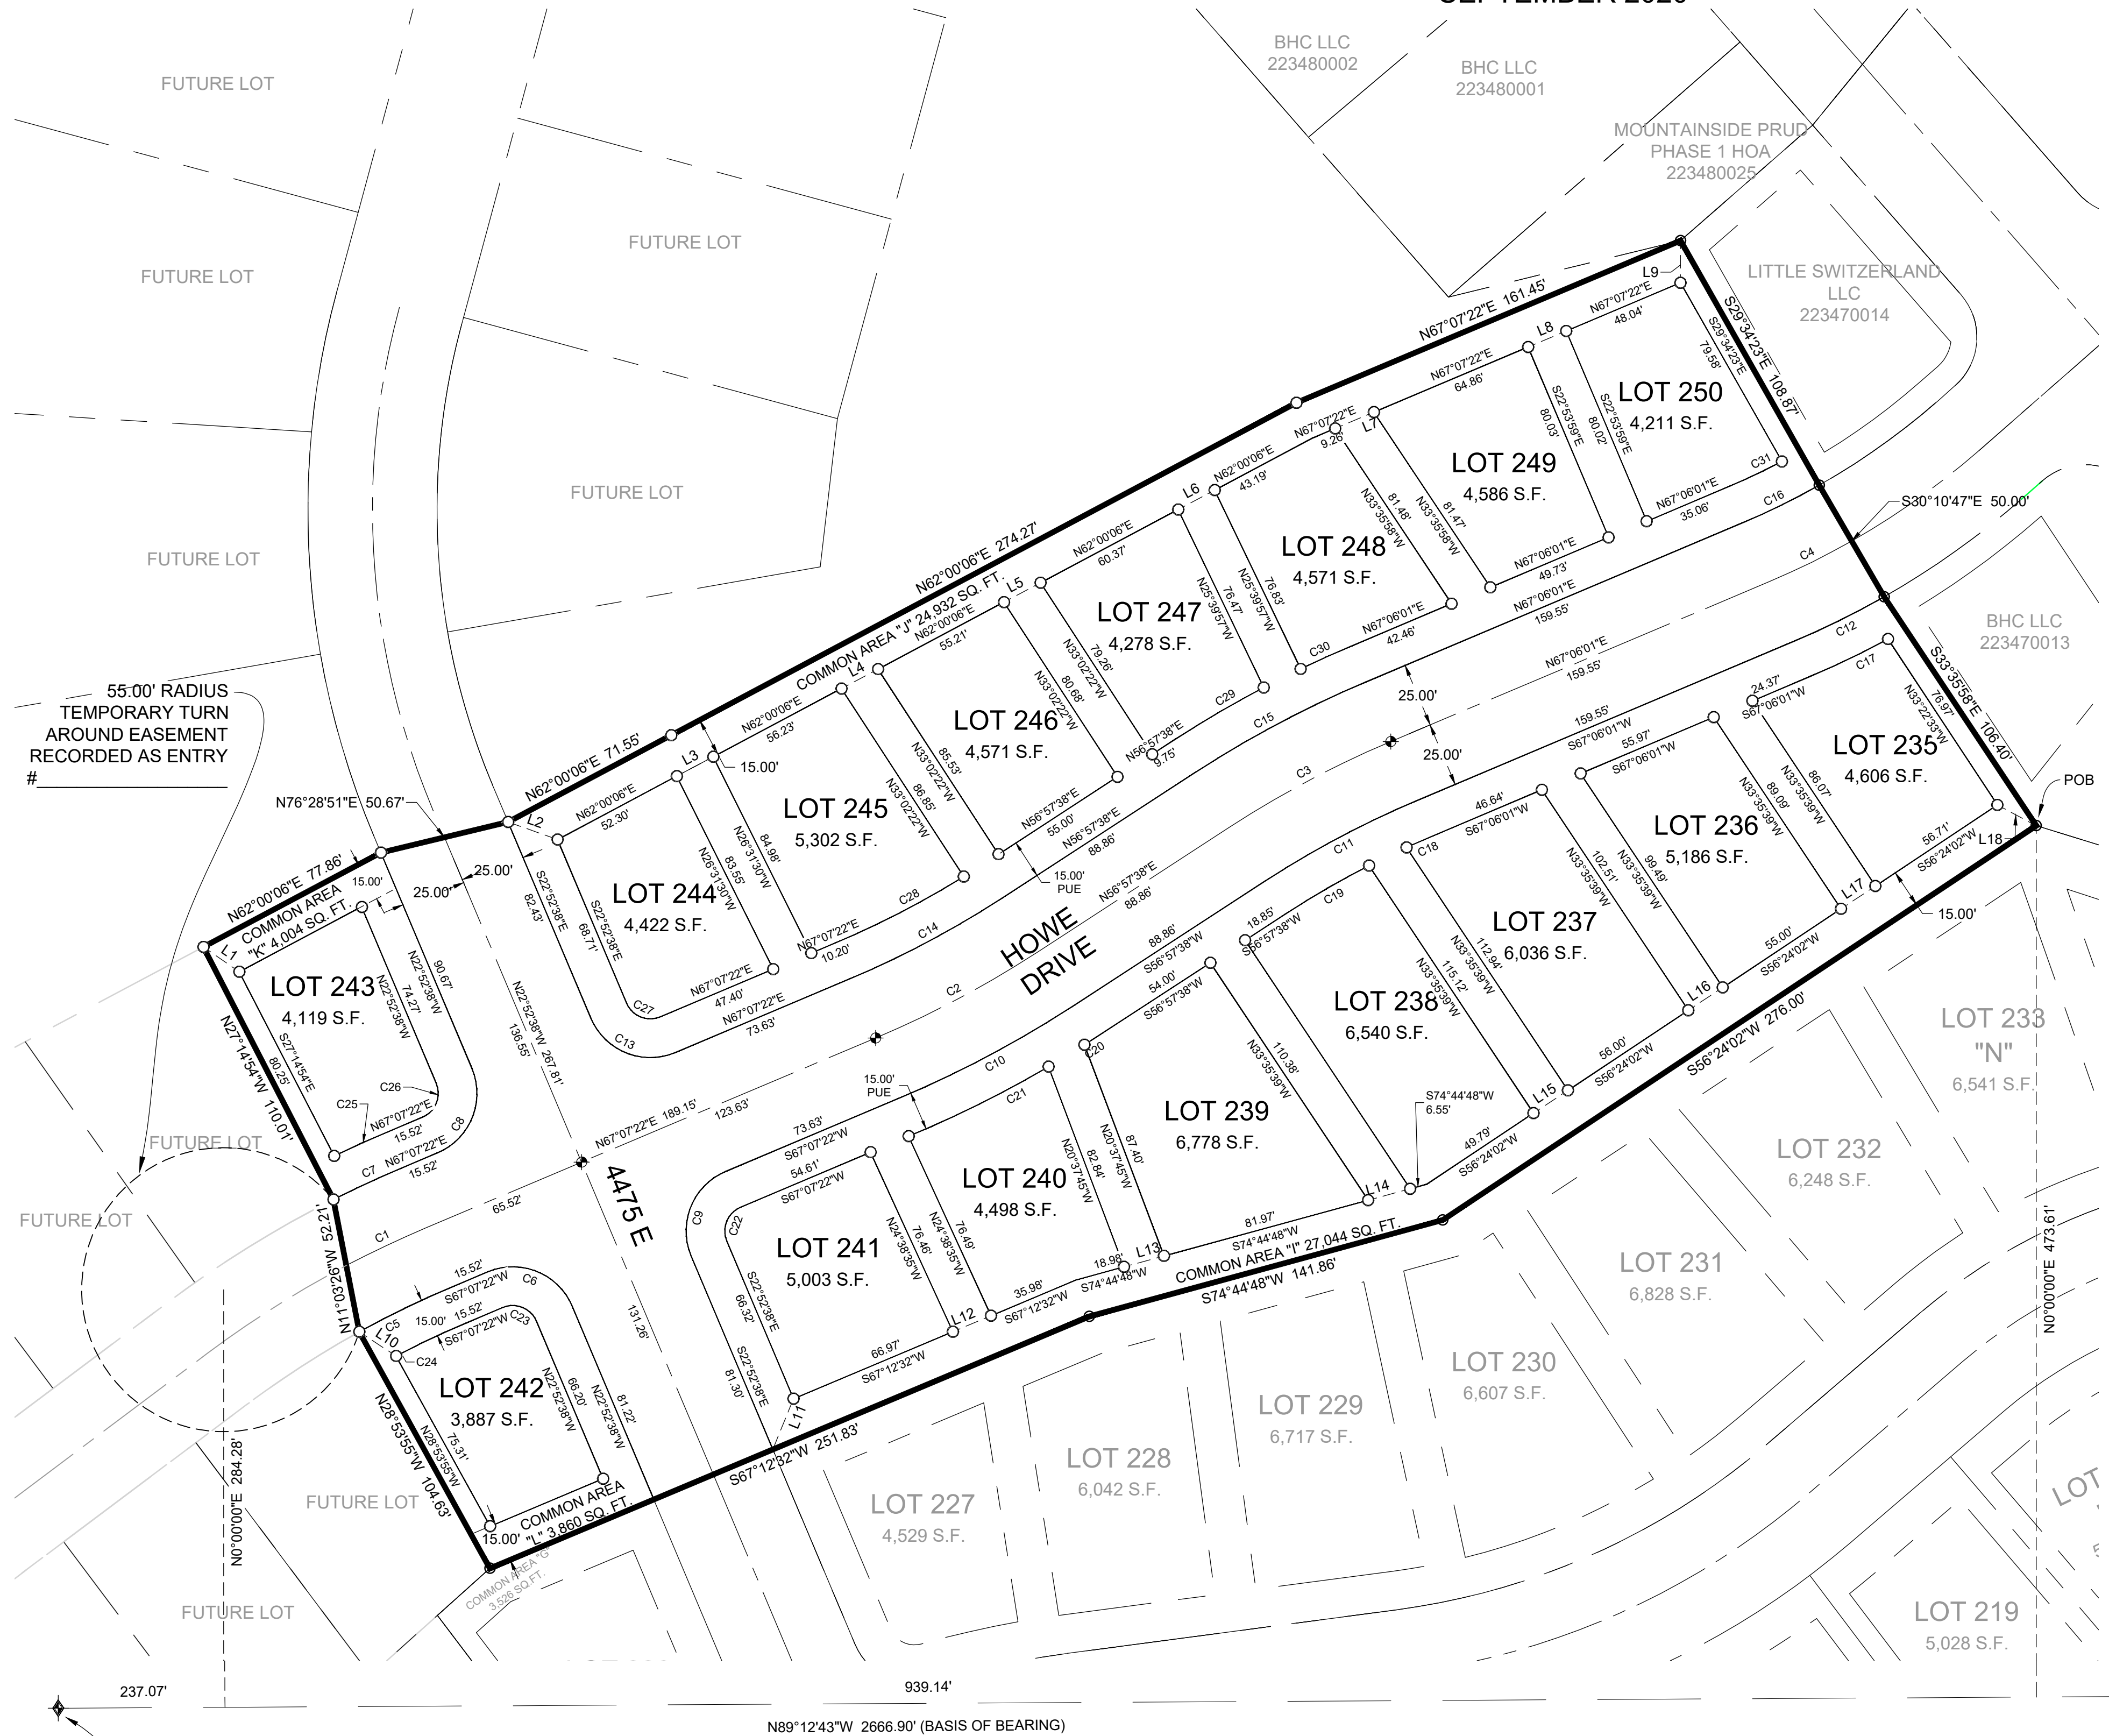 BHC LLC
223480002
BHC LLC
223480001
MOUNTAINSIDE PRUD
PHASE 1 HOA
223480025
LITTLE SWITZERLAND
LLC
223470014
BHC LLC
223470013
FUTURE LOT
FUTURE LOT
FUTURE LOT
FUTURE LOT
FUTURE LOT
FUTURE LOT
FUTURE LOT
FUTURE LOT
FUTURE LOT
55.00' RADIUS
TEMPORARY TURN
AROUND EASEMENT
RECORDED AS ENTRY
#
N76°28'51"E 50.67'
N62°00'06"E 77.86'
N62°00'06"E 71.55'
N62°00'06"E 274.27'
N67°07'22"E 161.45'
S29°34'23"E 108.87'
S30°10'47"E 50.00'
S33°35'58"E 106.40'
POB
S56°24'02"W 276.00'
S74°44'48"W 141.86'
S67°12'32"W 251.83'
N28°53'55"W 104.63'
N11°03'26"W 52.21'
N27°14'54"W 110.01'
COMMON AREA "J" 24,932 SQ. FT.
COMMON AREA
"K" 4,004 SQ. FT.
COMMON AREA "I" 27,044 SQ. FT.
COMMON AREA
"L" 3,860 SQ. FT.
COMMON AREA "G"
3,526 SQ.FT.
LOT 250
4,211 S.F.
L9
N67°07'22"E
48.04'
S29°34'23"E
79.58'
S22°53'59"E
80.02'
N67°06'01"E
35.06'
C31
C16
L8
LOT 249
4,586 S.F.
N67°07'22"E
64.86'
S22°53'59"E
80.03'
N33°35'58"W
81.47'
N67°06'01"E
49.73'
L7
LOT 248
4,571 S.F.
N67°07'22"E
9.26'
N62°00'06"E
43.19'
N33°35'58"W
81.48'
N25°39'57"W
76.83'
N67°06'01"E
42.46'
C30
L6
LOT 247
4,278 S.F.
N62°00'06"E
60.37'
N25°39'57"W
76.47'
N33°02'22"W
79.26'
N56°57'38"E
9.75'
C29
L5
LOT 246
4,571 S.F.
N62°00'06"E
55.21'
N33°02'22"W
80.68'
N33°02'22"W
85.53'
N56°57'38"E
55.00'
L4
LOT 245
5,302 S.F.
N62°00'06"E
56.23'
15.00'
N33°02'22"W
86.85'
N26°31'30"W
84.98'
N67°07'22"E
10.20'
C28
L3
LOT 244
4,422 S.F.
N62°00'06"E
52.30'
N26°31'30"W
83.55'
S22°52'38"E
68.71'
S22°52'38"E
82.43'
N67°07'22"E
47.40'
C27
C13
L2
N67°07'22"E
73.63'
C14
N56°57'38"E
88.86'
15.00'
PUE
C15
N67°06'01"E
159.55'
LOT 243
4,119 S.F.
L1
15.00'
25.00'
25.00'
N22°52'38"W
74.27'
N22°52'38"W
90.67'
S27°14'54"E
80.25'
C25
C26
N67°07'22"E
15.52'
C7
N67°07'22"E
15.52'
C8
N22°52'38"W 267.81'
136.55'
131.26'
N67°07'22"E 189.15'
123.63'
65.52'
C1
C2
HOWE
DRIVE
N56°57'38"E
88.86'
C3
N67°06'01"E
159.55'
C4
25.00'
25.00'
4475 E
C12
LOT 235
4,606 S.F.
C17
24.37'
S67°06'01"W
N33°22'33"W
76.97'
N33°35'39"W
86.07'
56.71'
S56°24'02"W
L18
L17
15.00'
159.55'
S67°06'01"W
LOT 236
5,186 S.F.
55.97'
S67°06'01"W
N33°35'39"W
89.09'
N33°35'39"W
99.49'
55.00'
S56°24'02"W
L16
LOT 237
6,036 S.F.
46.64'
S67°06'01"W
C18
N33°35'39"W
102.51'
N33°35'39"W
112.94'
56.00'
S56°24'02"W
L15
C11
LOT 238
6,540 S.F.
C19
18.85'
S56°57'38"W
N33°35'39"W
115.12'
S74°44'48"W
6.55'
49.79'
S56°24'02"W
L14
88.86'
S56°57'38"W
LOT 239
6,778 S.F.
54.00'
S56°57'38"W
C20
N33°35'39"W
110.38'
N20°37'45"W
87.40'
81.97'
S74°44'48"W
L13
C10
15.00'
PUE
LOT 240
4,498 S.F.
C21
N20°37'45"W
82.84'
N24°38'35"W
76.49'
18.98'
S74°44'48"W
35.98'
S67°12'32"W
L12
73.63'
S67°07'22"W
LOT 241
5,003 S.F.
54.61'
S67°07'22"W
N24°38'35"W
76.46'
C9
C22
S22°52'38"E
66.32'
66.97'
S67°12'32"W
S22°52'38"E
81.30'
L11
LOT 242
3,887 S.F.
15.52'
S67°07'22"W
C5
C6
15.00'
15.52'
S67°07'22"W
C23
C24
L10
N22°52'38"W
66.20'
N22°52'38"W
81.22'
N28°53'55"W
75.31'
15.00'
LOT 233
"N"
6,541 S.F.
LOT 232
6,248 S.F.
LOT 231
6,828 S.F.
LOT 230
6,607 S.F.
LOT 229
6,717 S.F.
LOT 228
6,042 S.F.
LOT 227
4,529 S.F.
LOT 219
5,028 S.F.
LOT
N0°00'00"E 284.28'
N0°00'00"E 473.61'
237.07'
939.14'
N89°12'43"W 2666.90' (BASIS OF BEARING)